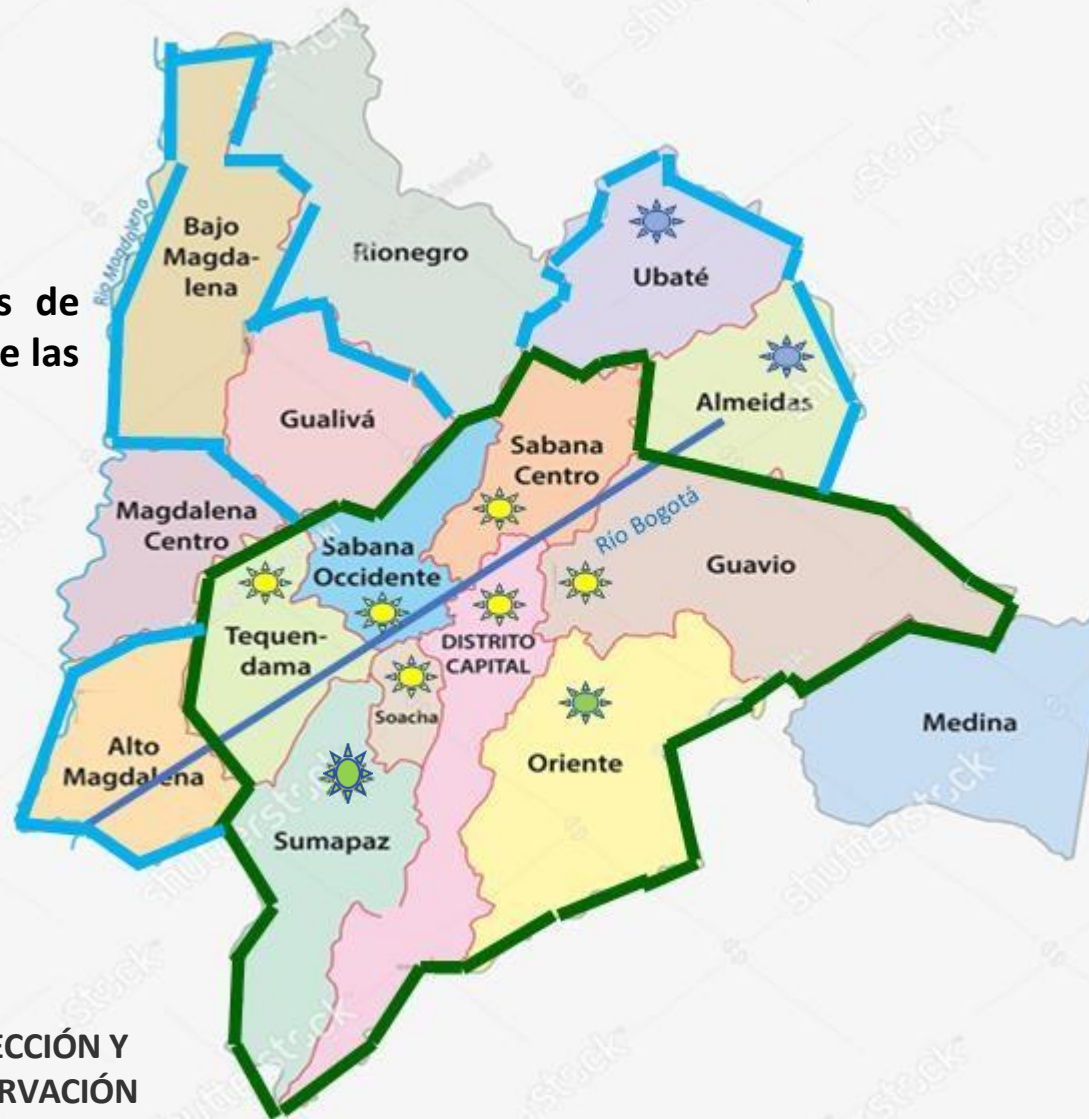 Río Magdalena
Bajo
Magda-
lena
Rionegro
Ubaté
s de
e las
Gualivá
Almeidas
Sabana
Centro
Magdalena
Centro
Sabana
Occidente
Río Bogotá
Guavio
Tequen-
dama
DISTRITO
CAPITAL
Soacha
Medina
Alto
Magdalena
Oriente
Sumapaz
ECCIÓN Y
RVACIÓN
shutterstock